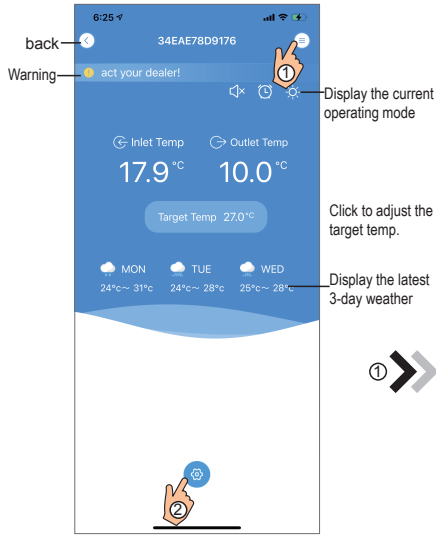 6:25
back
34EAE78D9176
①
Warning
act your dealer!
Display the current
operating mode
Inlet Temp
Outlet Temp
17.9 °C
10.0 °C
Target Temp 27.0°C
Click to adjust the
target temp.
MON
TUE
WED
24°c~ 31°c
24°c~ 28°c
25°c~ 28°c
Display the latest
3-day weather
①
②